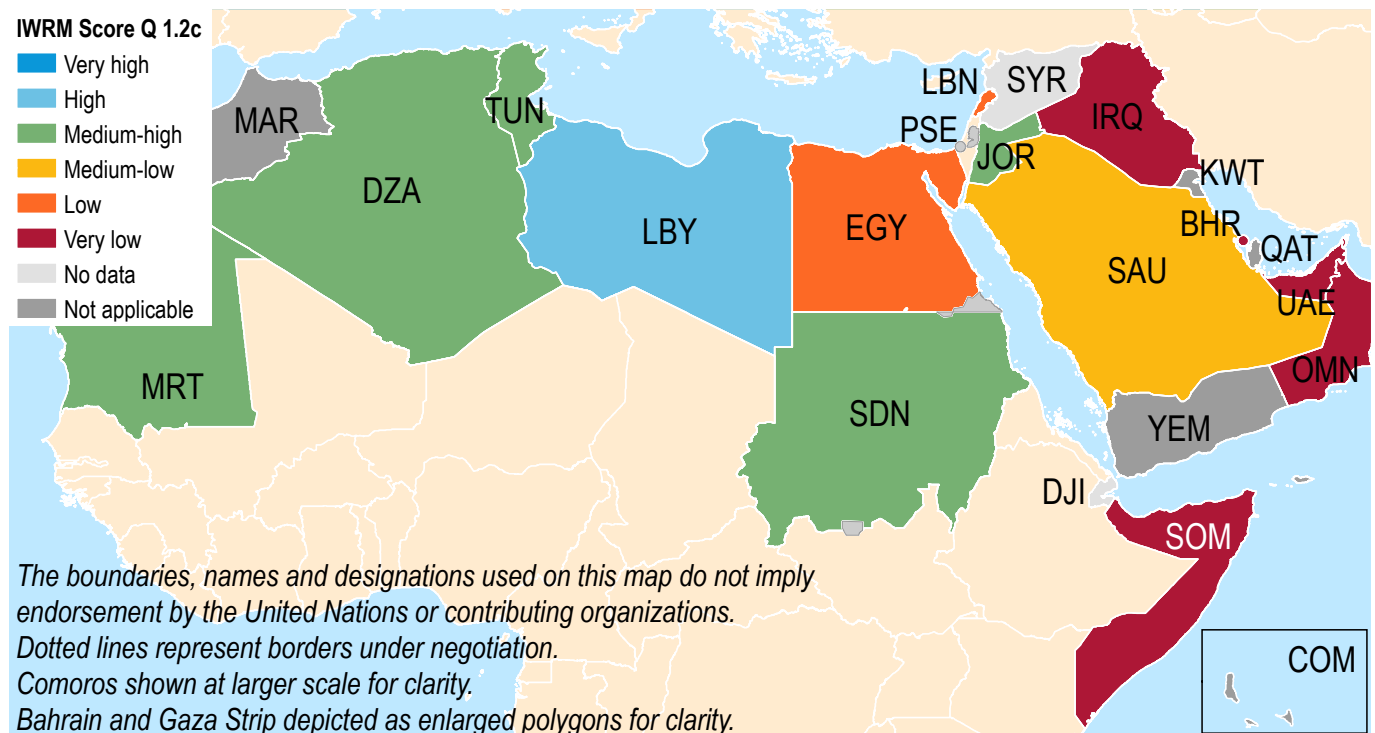 IWRM Score Q 1.2c
Very high
High
Medium-high
Medium-low
Low
Very low
No data
Not applicable
MAR
DZA
TUN
LBY
EGY
LBN
SYR
PSE
JOR
IRQ
KWT
BHR
QAT
SAU
UAE
OMN
MRT
SDN
YEM
DJI
SOM
COM
The boundaries, names and designations used on this map do not imply
endorsement by the United Nations or contributing organizations.
Dotted lines represent borders under negotiation.
Comoros shown at larger scale for clarity.
Bahrain and Gaza Strip depicted as enlarged polygons for clarity.